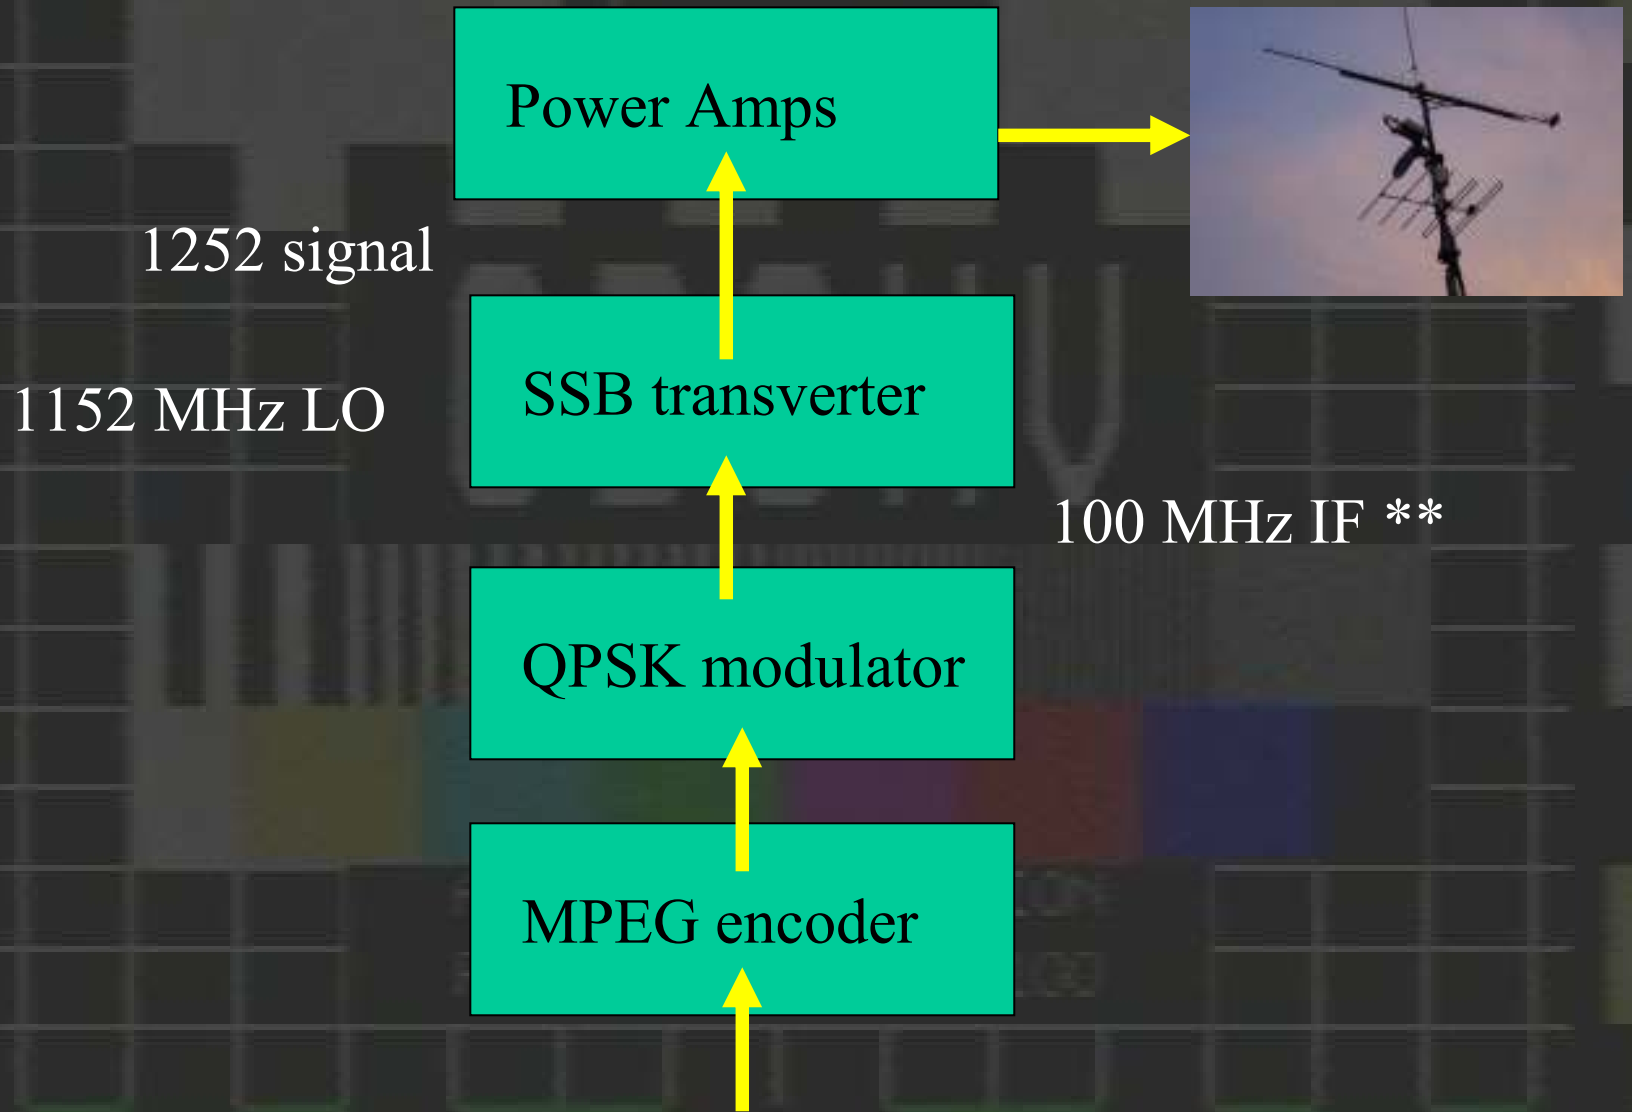 Power Amps
1252 signal
SSB transverter
1152 MHz LO
100 MHz IF **
QPSK modulator
MPEG encoder